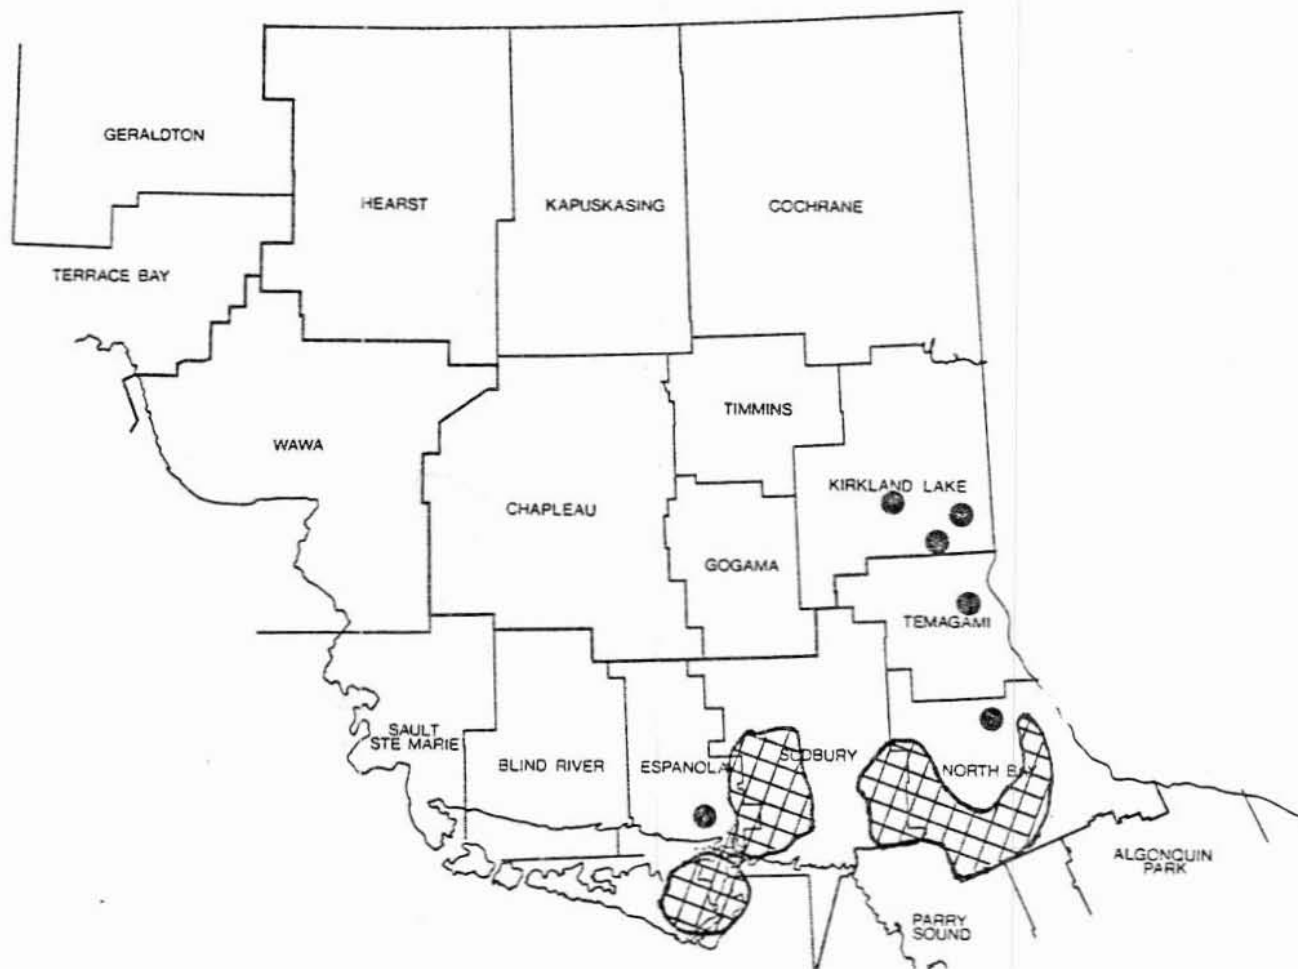 GERALDTON
HEARST
KAPUSKASING
COCHRANE
TERRACE BAY
WAWA
TIMMINS
KIRKLAND LAKE
CHAPLEAU
GOGAMA
TEMAGAMI
SAULT
STE MARIE
BLIND RIVER
ESPANOLA
SUDBURY
NORTH BAY
ALGONQUIN
PARK
PARRY
SOUND